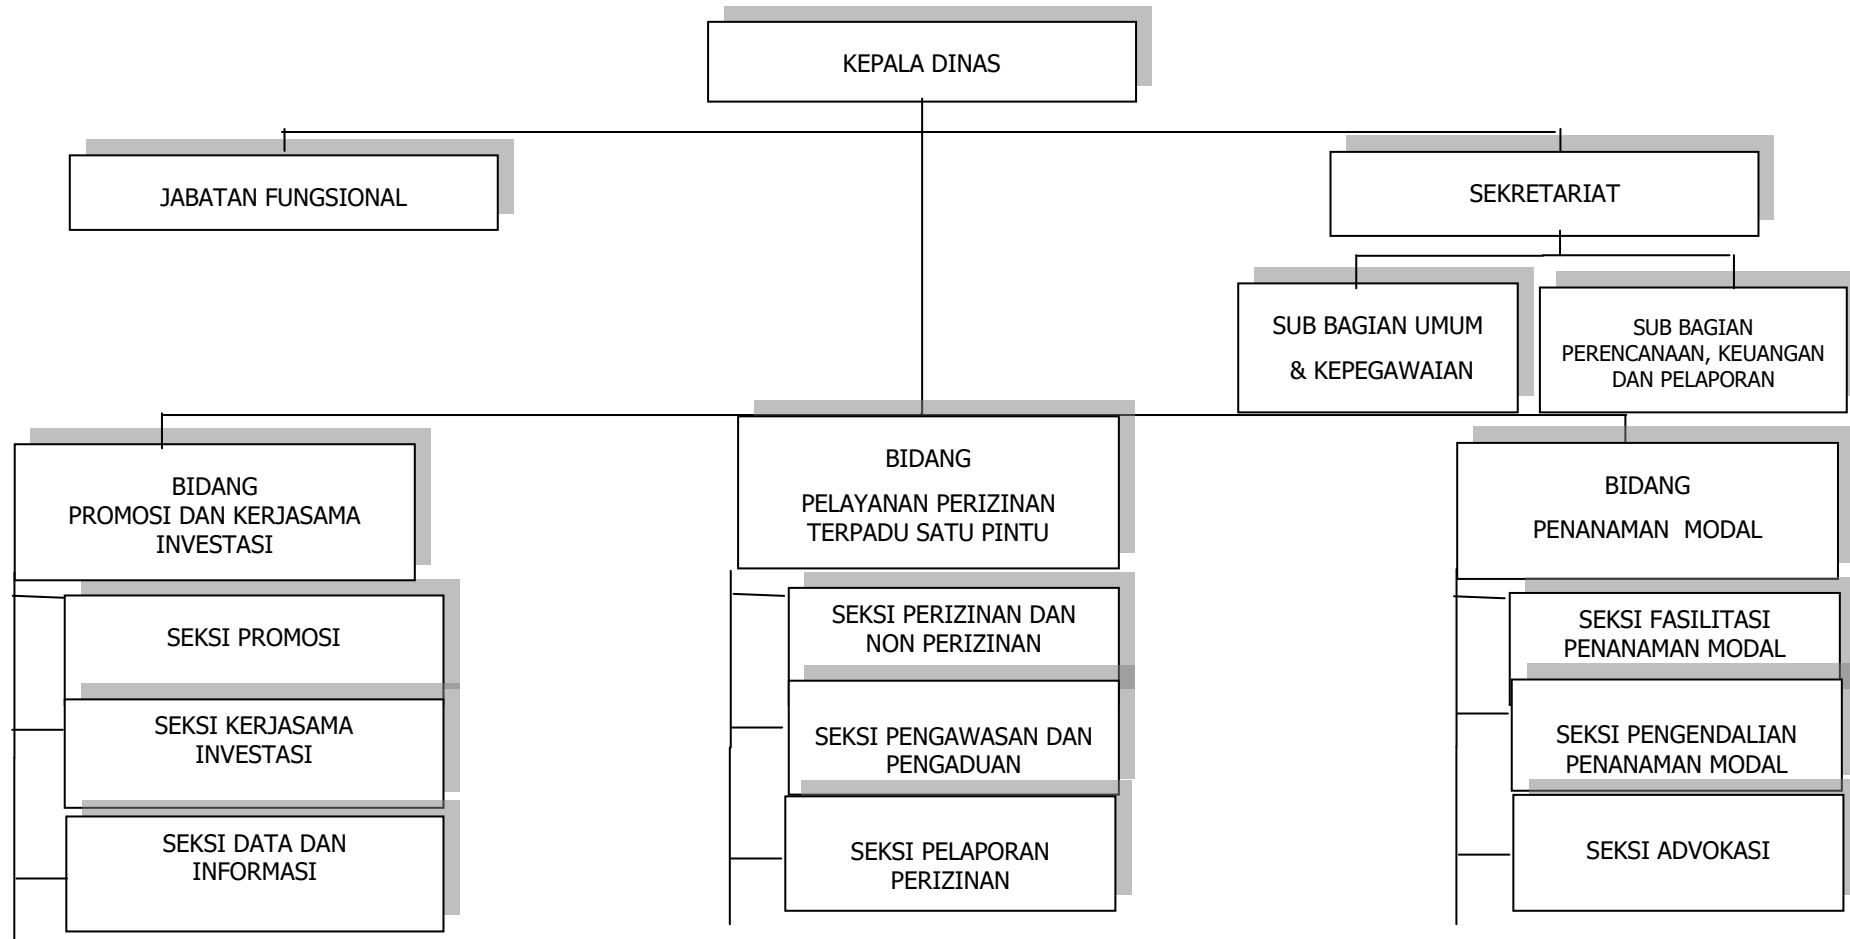 KEPALA DINAS
JABATAN FUNGSIONAL
SEKRETARIAT
SUB BAGIAN UMUM
& KEPEGAWAIAN
SUB BAGIAN
PERENCANAAN, KEUANGAN
DAN PELAPORAN
BIDANG
PROMOSI DAN KERJASAMA
INVESTASI
BIDANG
PELAYANAN PERIZINAN
TERPADU SATU PINTU
BIDANG
PENANAMAN MODAL
SEKSI PROMOSI
SEKSI KERJASAMA
INVESTASI
SEKSI DATA DAN
INFORMASI
SEKSI PERIZINAN DAN
NON PERIZINAN
SEKSI PENGAWASAN DAN
PENGADUAN
SEKSI PELAPORAN
PERIZINAN
SEKSI FASILITASI
PENANAMAN MODAL
SEKSI PENGENDALIAN
PENANAMAN MODAL
SEKSI ADVOKASI